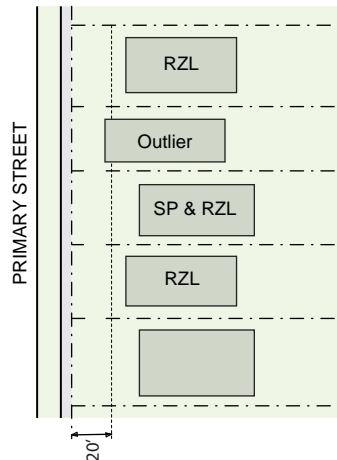 RZL
Outlier
PRIMARY STREET
SP & RZL
RZL
20'